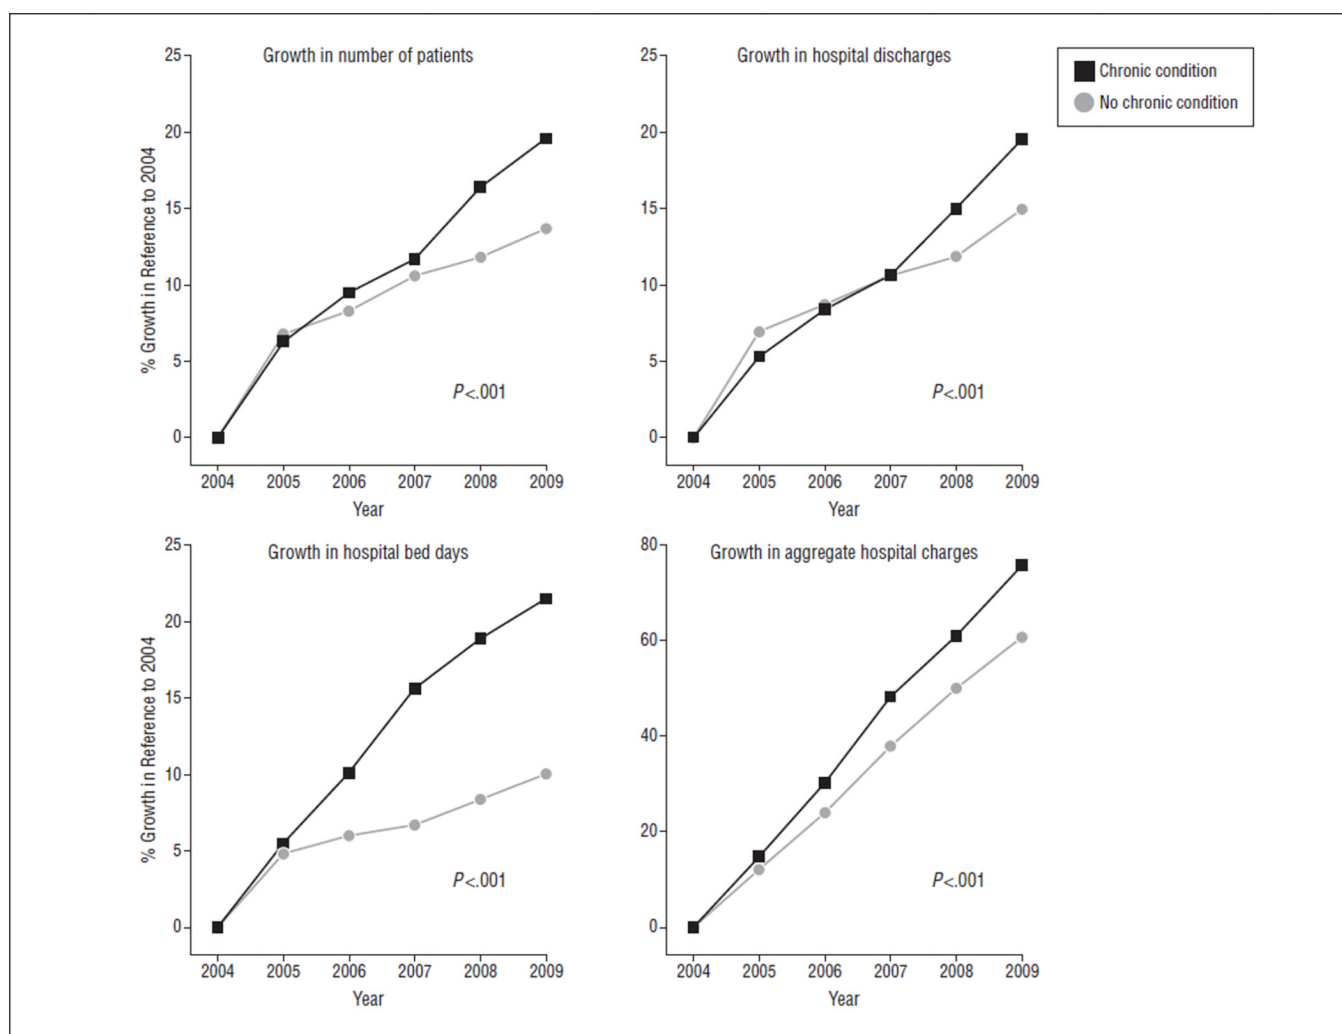 Growth in number of patients
25
20
15
10
5
0
% Growth in Reference to 2004
P<.001
2004 2005 2006 2007 2008 2009
Year
Growth in hospital discharges
25
20
15
10
5
0
P<.001
2004 2005 2006 2007 2008 2009
Year
Chronic condition
No chronic condition
Growth in hospital bed days
25
20
15
10
5
0
% Growth in Reference to 2004
P<.001
2004 2005 2006 2007 2008 2009
Year
Growth in aggregate hospital charges
80
60
40
20
0
P<.001
2004 2005 2006 2007 2008 2009
Year